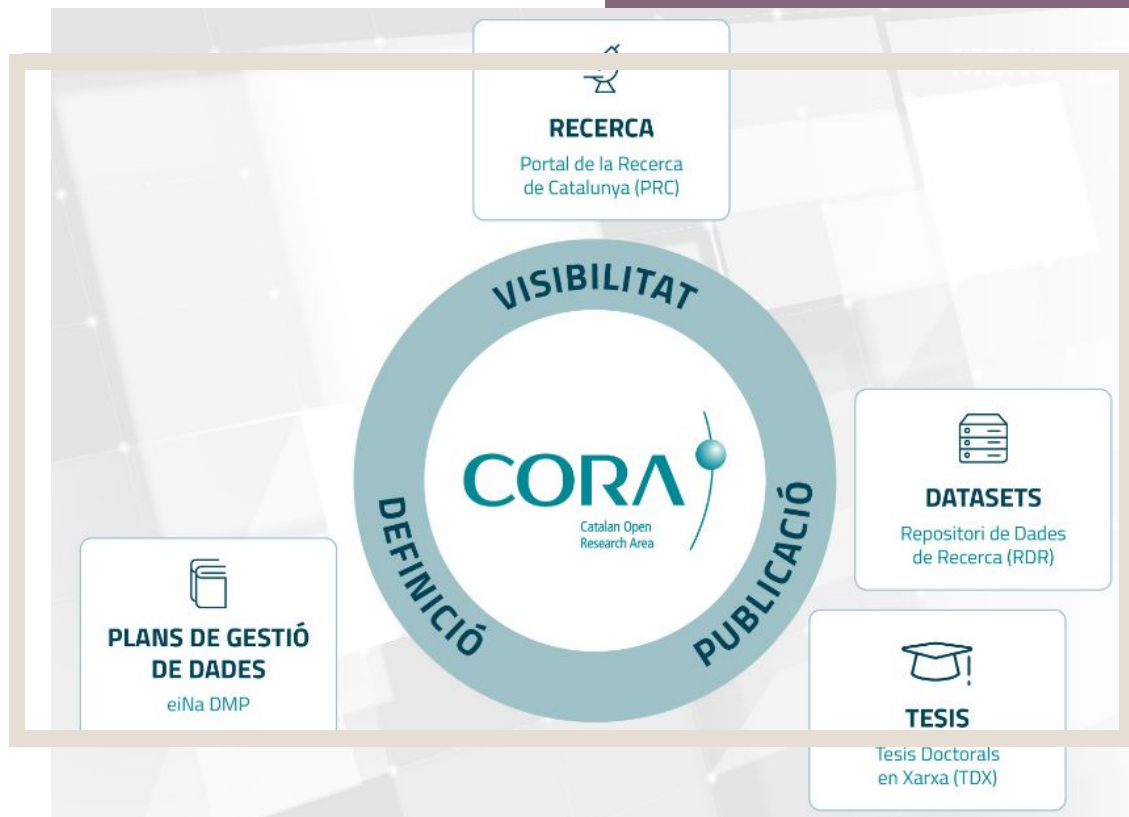 RECERCA
Portal de la Recerca
de Catalunya (PRC)
VISIBILITAT
DEFINICIÓ
PUBLICACIÓ
CORA
Catalan Open
Research Area
DATASETS
Repositori de Dades
de Recerca (RDR)
PLANS DE GESTIÓ
DE DADES
eiNa DMP
TESIS
Tesis Doctorals
en Xarxa (TDX)